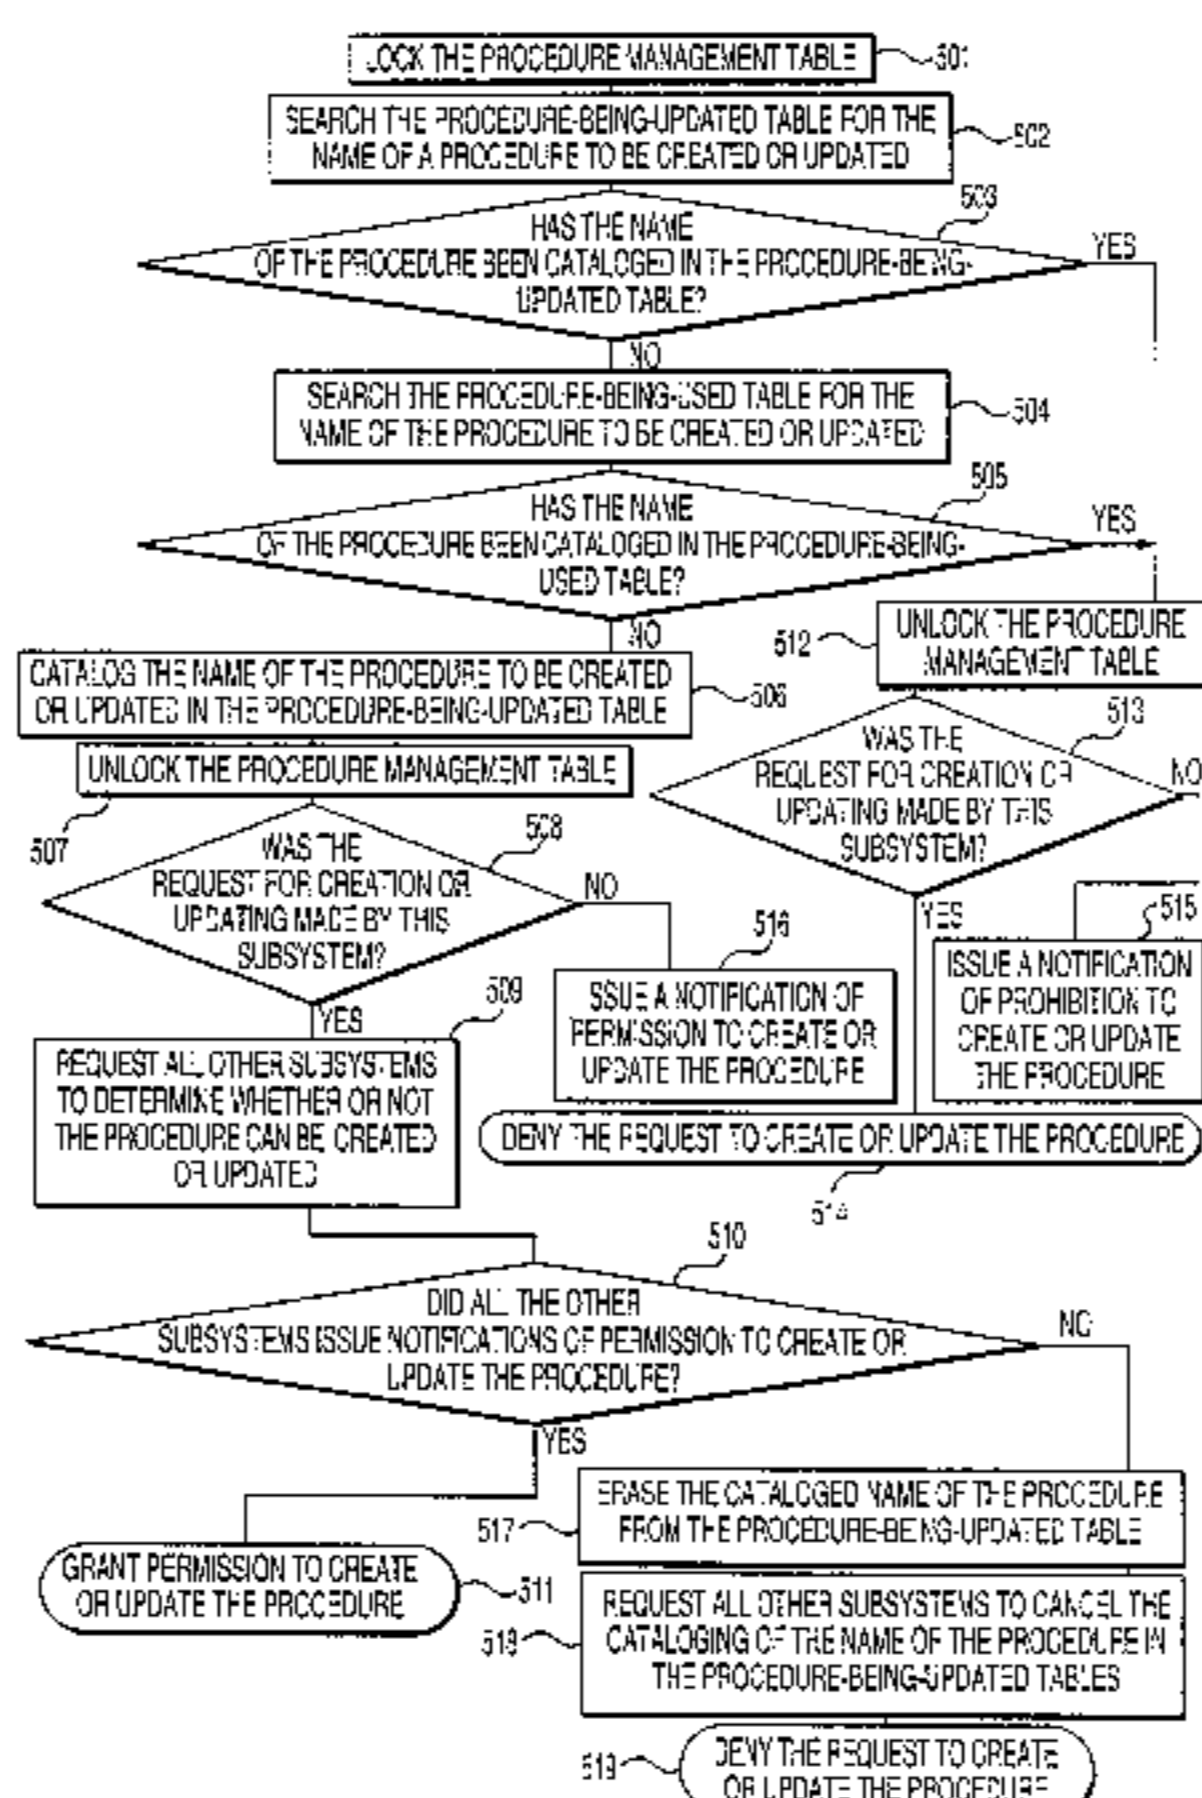 LOCK THE PROCEDURE MANAGEMENT TABLE
501
SEARCH THE PROCEDURE-BEING-UPDATED TABLE FOR THE
NAME OF A PROCEDURE TO BE CREATED OR UPDATED
502
503
HAS THE NAME
OF THE PROCEDURE BEEN CATALOGED IN THE PROCEDURE-BEING-
UPDATED TABLE?
YES
NO
SEARCH THE PROCEDURE-BEING-USED TABLE FOR THE
NAME OF THE PROCEDURE TO BE CREATED OR UPDATED
504
505
HAS THE NAME
OF THE PROCEDURE BEEN CATALOGED IN THE PROCEDURE-BEING-
USED TABLE?
YES
NO
512
UNLOCK THE PROCEDURE
MANAGEMENT TABLE
CATALOG THE NAME OF THE PROCEDURE TO BE CREATED
OR UPDATED IN THE PROCEDURE-BEING-UPDATED TABLE
506
UNLOCK THE PROCEDURE MANAGEMENT TABLE
507
513
WAS THE
REQUEST FOR CREATION OR
UPDATING MADE BY THIS
SUBSYSTEM?
NO
YES
508
WAS THE
REQUEST FOR CREATION OR
UPDATING MADE BY THIS
SUBSYSTEM?
NO
YES
516
ISSUE A NOTIFICATION OF
PERMISSION TO CREATE OR
UPDATE THE PROCEDURE
515
ISSUE A NOTIFICATION
OF PROHIBITION TO
CREATE OR UPDATE
THE PROCEDURE
509
REQUEST ALL OTHER SUBSYSTEMS
TO DETERMINE WHETHER OR NOT
THE PROCEDURE CAN BE CREATED
OR UPDATED
DENY THE REQUEST TO CREATE OR UPDATE THE PROCEDURE
514
510
DID ALL THE OTHER
SUBSYSTEMS ISSUE NOTIFICATIONS OF PERMISSION TO CREATE OR
UPDATE THE PROCEDURE?
NO
YES
ERASE THE CATALOGED NAME OF THE PROCEDURE
FROM THE PROCEDURE-BEING-UPDATED TABLE
517
GRANT PERMISSION TO CREATE
OR UPDATE THE PROCEDURE
511
REQUEST ALL OTHER SUBSYSTEMS TO CANCEL THE
CATALOGING OF THE NAME OF THE PROCEDURE IN
THE PROCEDURE-BEING-UPDATED TABLES
518
519
DENY THE REQUEST TO CREATE
OR UPDATE THE PROCEDURE